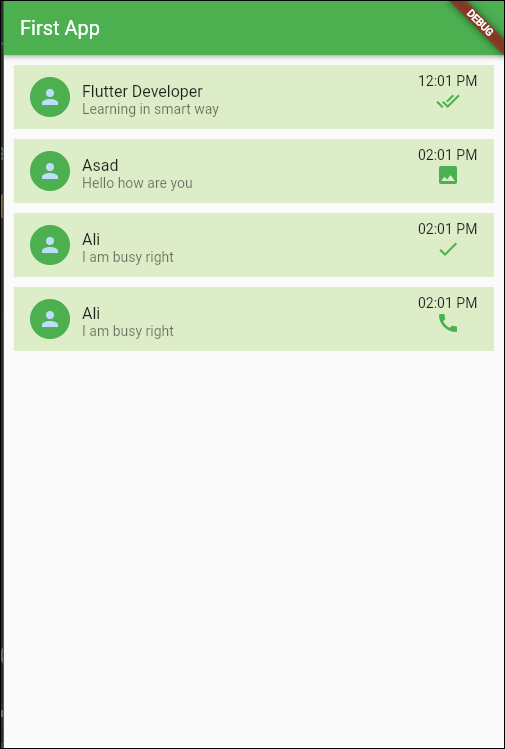 First App
DEBUG
Flutter Developer
12:01 PM
Learning in smart way
Asad
02:01 PM
Hello how are you
Ali
02:01 PM
I am busy right
Ali
02:01 PM
I am busy right